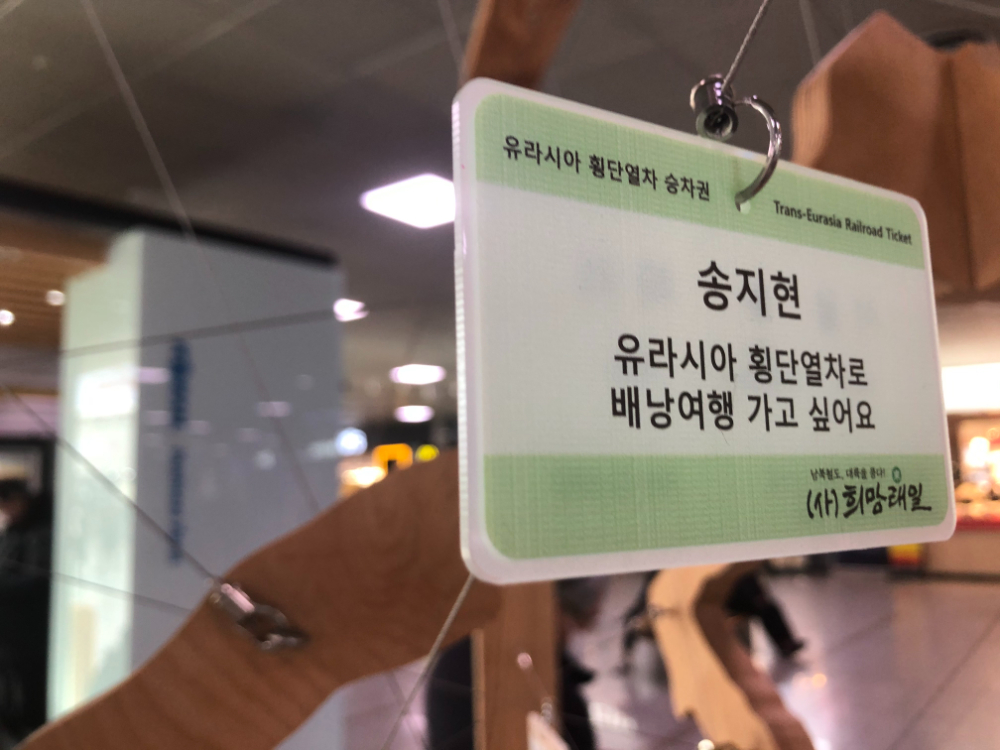 유라시아 횡단열차 승차권
Trans-Eurasia Railroad Ticket
송지현
유라시아 횡단열차로
배낭여행 가고 싶어요
남북철도, 대륙을 품다!
(사)희망래일